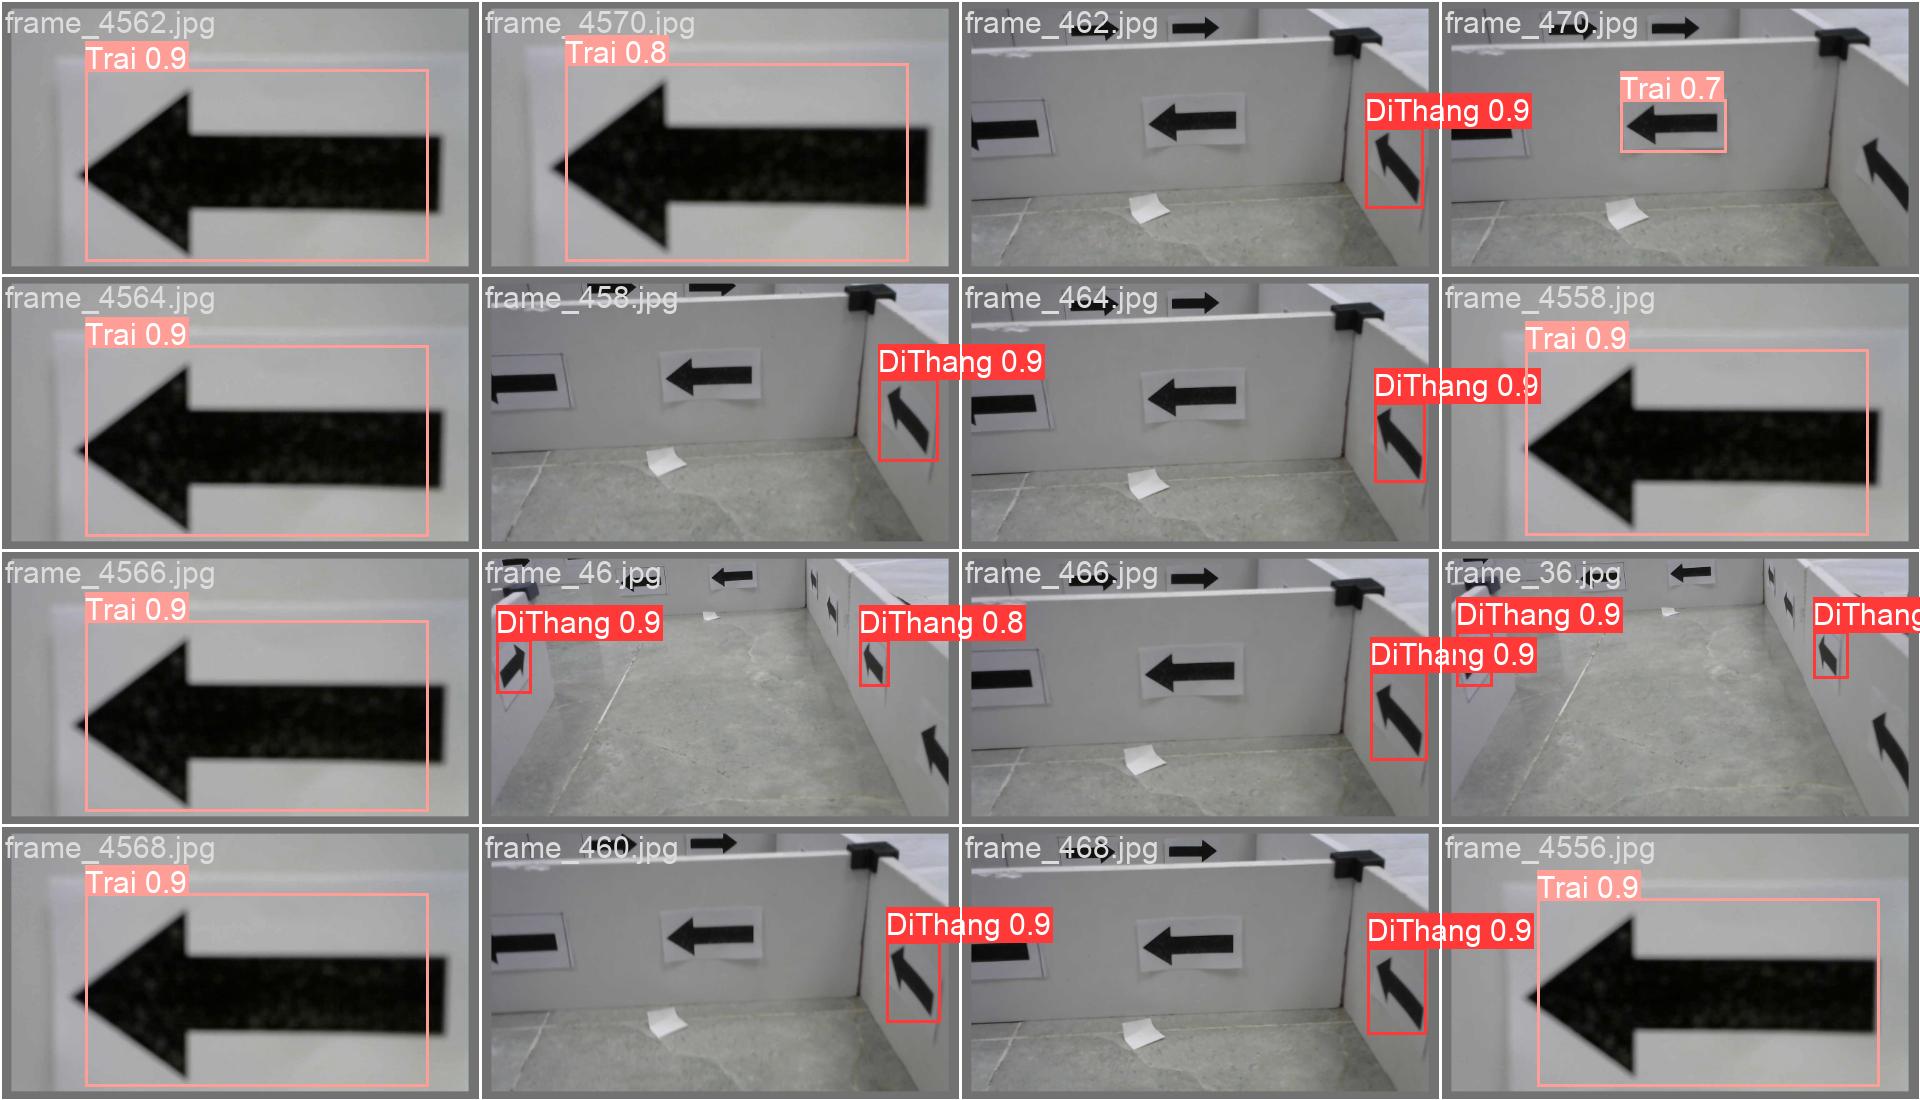 frame_4562.jpg
Trai 0.9
frame_4570.jpg
Trai 0.8
frame_462.jpg
DiThang 0.9
frame_470.jpg
Trai 0.7
frame_4564.jpg
Trai 0.9
frame_458.jpg
DiThang 0.9
frame_464.jpg
DiThang 0.9
frame_4558.jpg
Trai 0.9
frame_4566.jpg
Trai 0.9
frame_46.jpg
DiThang 0.9
DiThang 0.8
frame_466.jpg
DiThang 0.9
frame_36.jpg
DiThang 0.9
DiThang
frame_4568.jpg
Trai 0.9
frame_460.jpg
DiThang 0.9
frame_468.jpg
DiThang 0.9
frame_4556.jpg
Trai 0.9